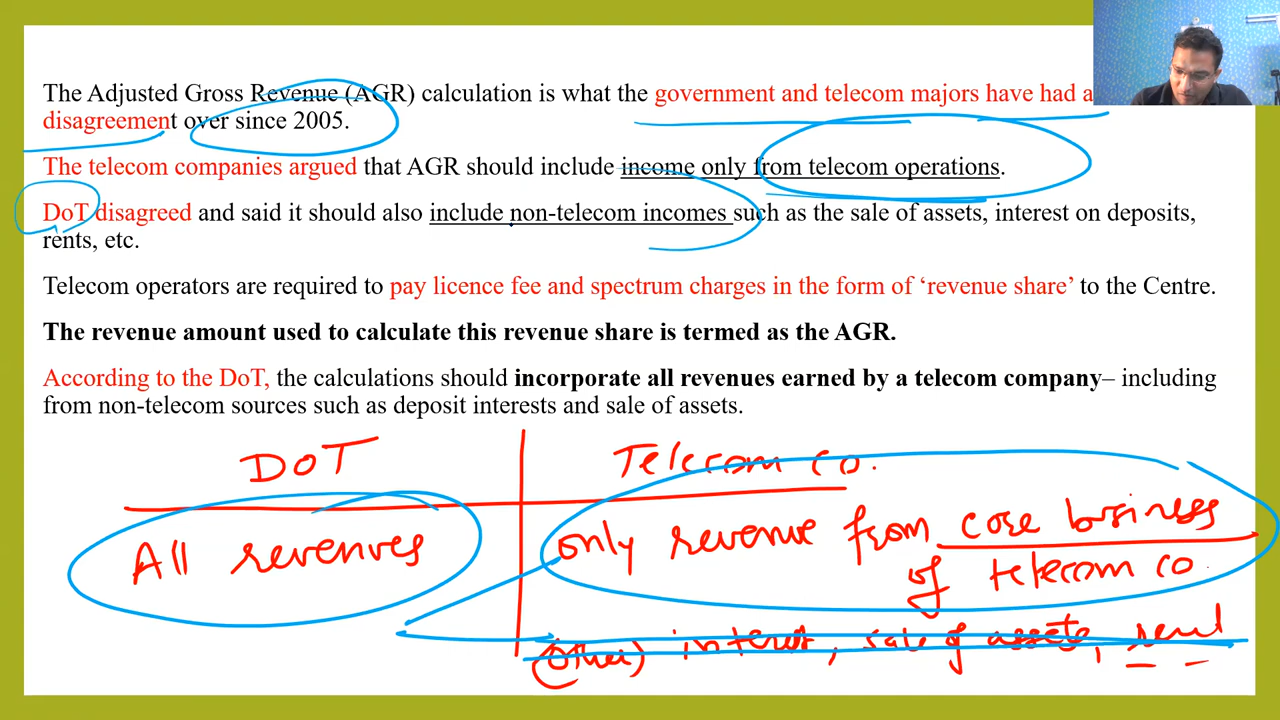 The Adjusted Gross Revenue (AGR) calculation is what the government and telecom majors have had a
disagreement over since 2005.
The telecom companies argued that AGR should include income only from telecom operations.
DoT disagreed and said it should also include non-telecom incomes such as the sale of assets, interest on deposits,
rents, etc.
Telecom operators are required to pay licence fee and spectrum charges in the form of ‘revenue share’ to the Centre.
The revenue amount used to calculate this revenue share is termed as the AGR.
According to the DoT, the calculations should incorporate all revenues earned by a telecom company– including
from non-telecom sources such as deposit interests and sale of assets.
DOT
Telecom co.
All revenues
only revenue from core business
of telecom co.
(other) interest, sale of assets, rent